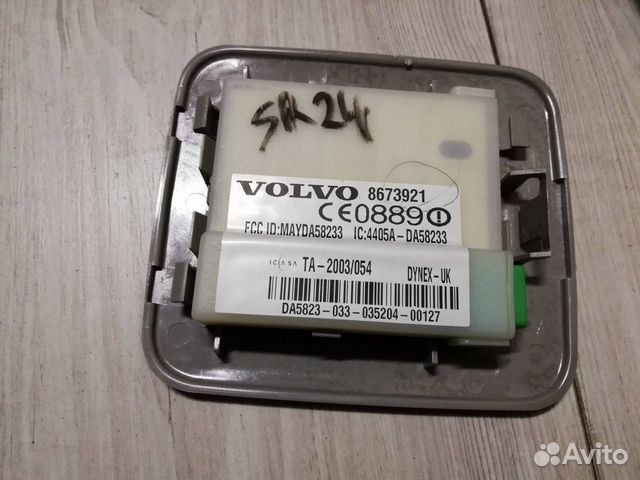 SR24
VOLVO 8673921
CE0889
FCC ID:MAYDA58233 IC:4405A-DA58233
ICASA TA-2003/054 DYNEX-UK
DA5823-033-035204-00127
Avito